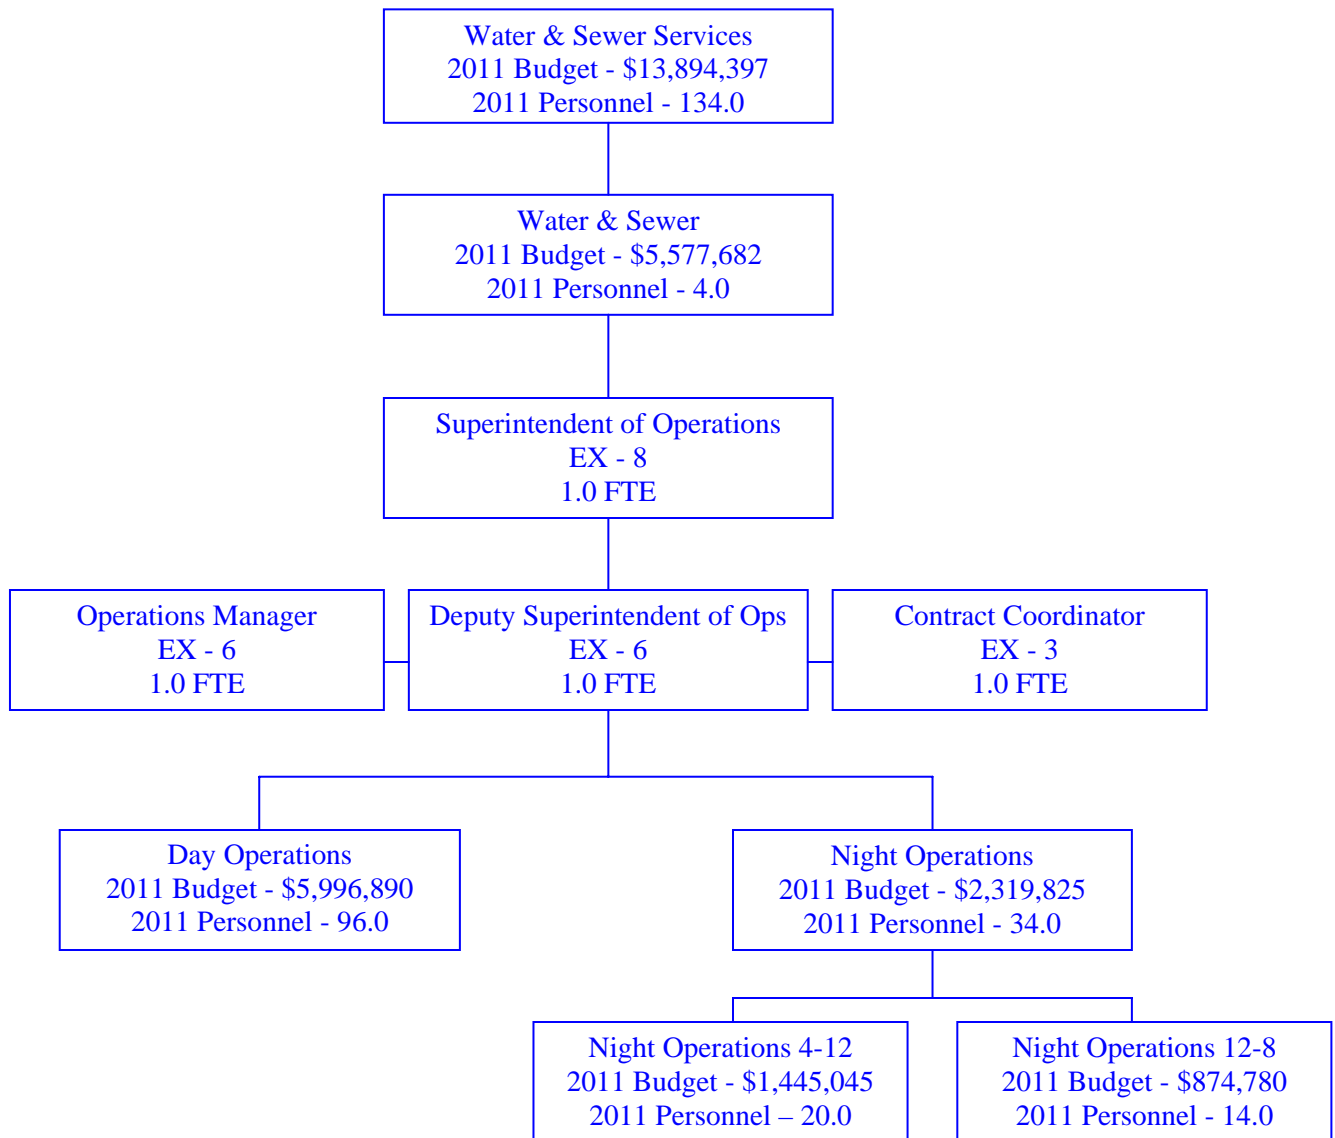 Water & Sewer Services
2011 Budget - $13,894,397
2011 Personnel - 134.0
Water & Sewer
2011 Budget - $5,577,682
2011 Personnel - 4.0
Superintendent of Operations
EX - 8
1.0 FTE
Operations Manager
EX - 6
1.0 FTE
Deputy Superintendent of Ops
EX - 6
1.0 FTE
Contract Coordinator
EX - 3
1.0 FTE
Day Operations
2011 Budget - $5,996,890
2011 Personnel - 96.0
Night Operations
2011 Budget - $2,319,825
2011 Personnel - 34.0
Night Operations 4-12
2011 Budget - $1,445,045
2011 Personnel – 20.0
Night Operations 12-8
2011 Budget - $874,780
2011 Personnel - 14.0